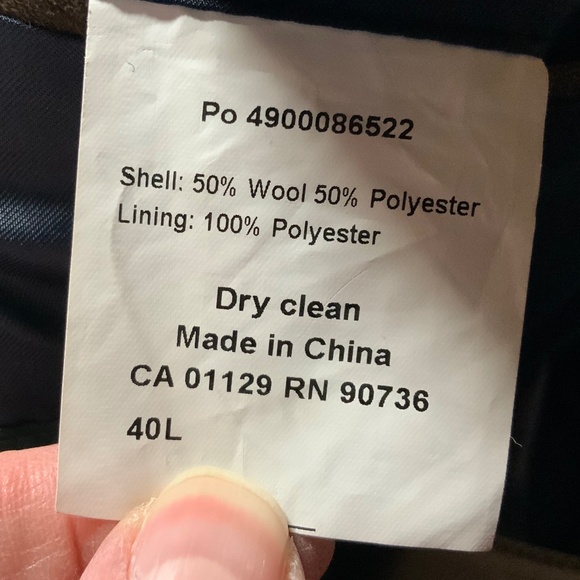 Po 4900086522
Shell: 50% Wool 50% Polyester
Lining: 100% Polyester
Dry clean
Made in China
CA 01129 RN 90736
40L